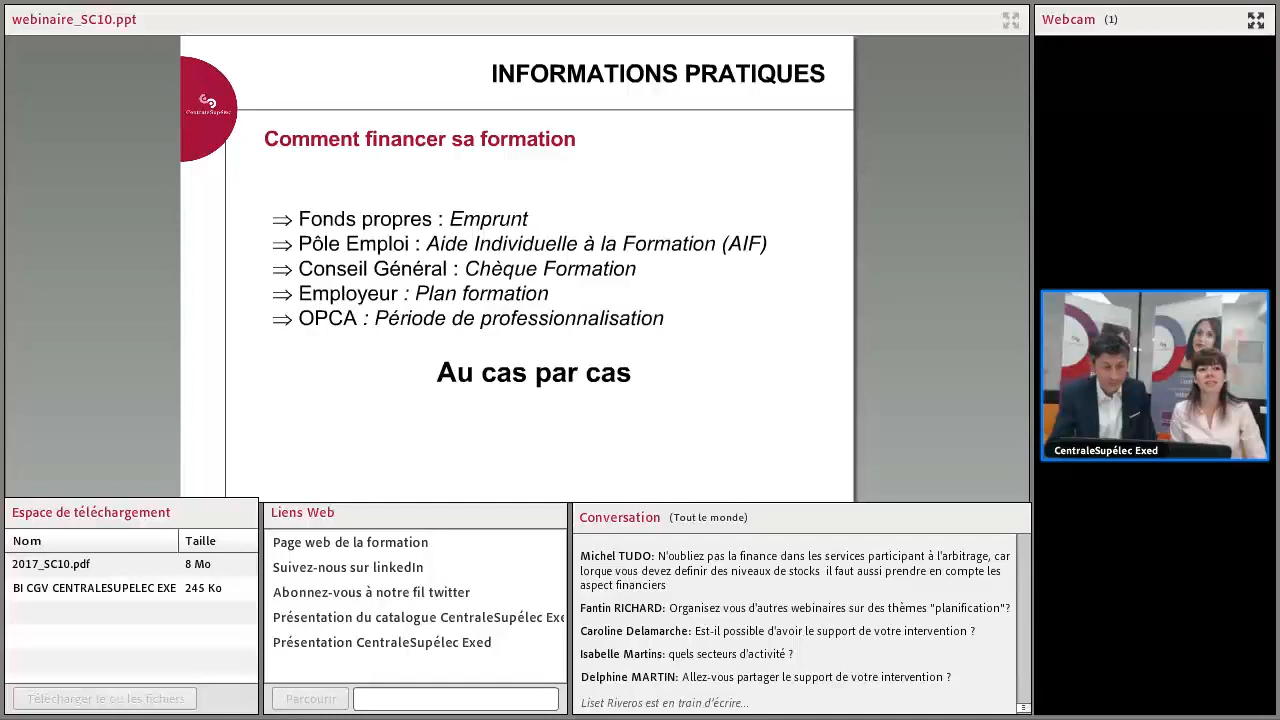 webinaire_SC10.ppt
INFORMATIONS PRATIQUES
CentraleSupélec
Comment financer sa formation
⇒ Fonds propres : Emprunt
⇒ Pôle Emploi : Aide Individuelle à la Formation (AIF)
⇒ Conseil Général : Chèque Formation
⇒ Employeur : Plan formation
⇒ OPCA : Période de professionnalisation
Au cas par cas
Webcam (1)
CentraleSupélec Exed
Espace de téléchargement
Nom Taille
2017_SC10.pdf 8 Mo
BI CGV CENTRALESUPELEC EXE 245 Ko
Télécharger le ou les fichiers
Liens Web
Page web de la formation
Suivez-nous sur linkedIn
Abonnez-vous à notre fil twitter
Présentation du catalogue CentraleSupélec Exe
Présentation CentraleSupélec Exed
Parcourir
Conversation (Tout le monde)
Michel TUDO: N'oubliez pas la finance dans les services participant à l'arbitrage, car
lorsque vous devez definir des niveaux de stocks il faut aussi prendre en compte les
aspect financiers
Fantin RICHARD: Organisez vous d'autres webinaires sur des thèmes "planification"?
Caroline Delamarche: Est-il possible d'avoir le support de votre intervention ?
Isabelle Martins: quels secteurs d'activité ?
Delphine MARTIN: Allez-vous partager le support de votre intervention ?
Liset Riveros est en train d'écrire...